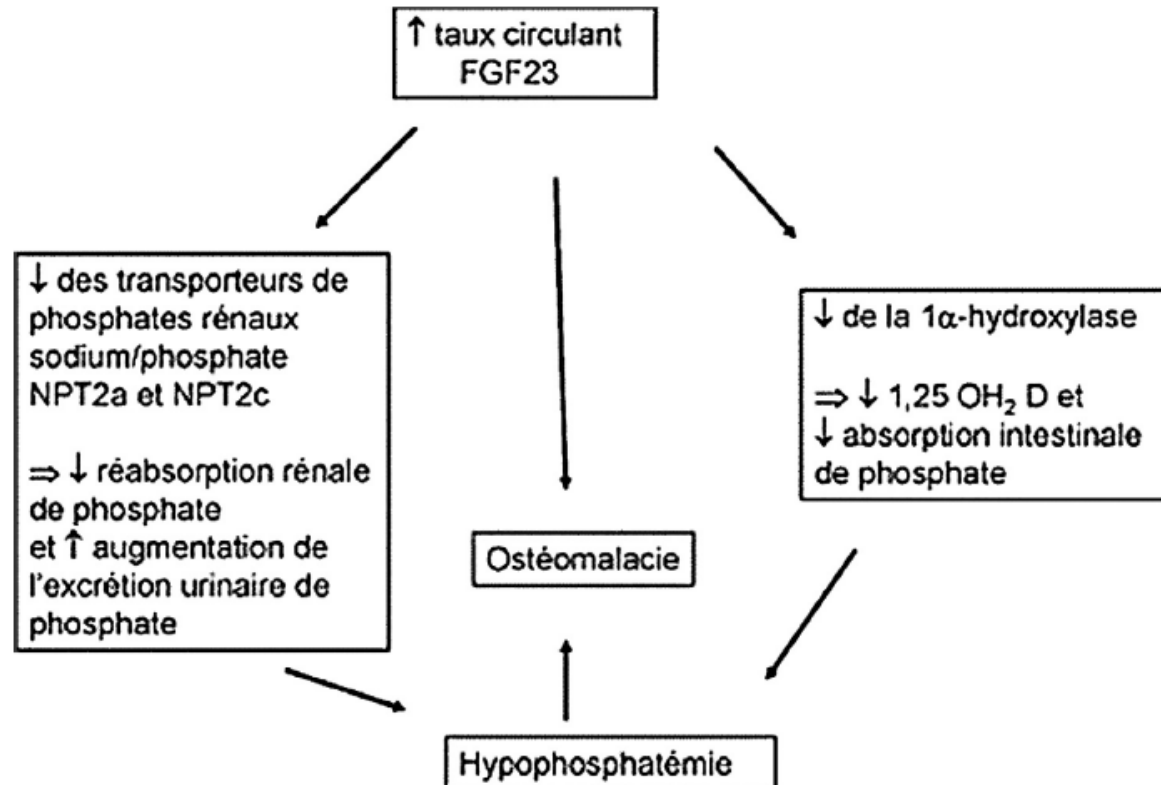 ↑ taux circulant
FGF23
↓ des transporteurs de
phosphates rénaux
sodium/phosphate
NPT2a et NPT2c
⇒ ↓ réabsorption rénale
de phosphate
et ↑ augmentation de
l'excrétion urinaire de
phosphate
↓ de la 1α-hydroxylase
⇒ ↓ 1,25 OH₂ D et
↓ absorption intestinale
de phosphate
Ostéomalacie
Hypophosphatémie